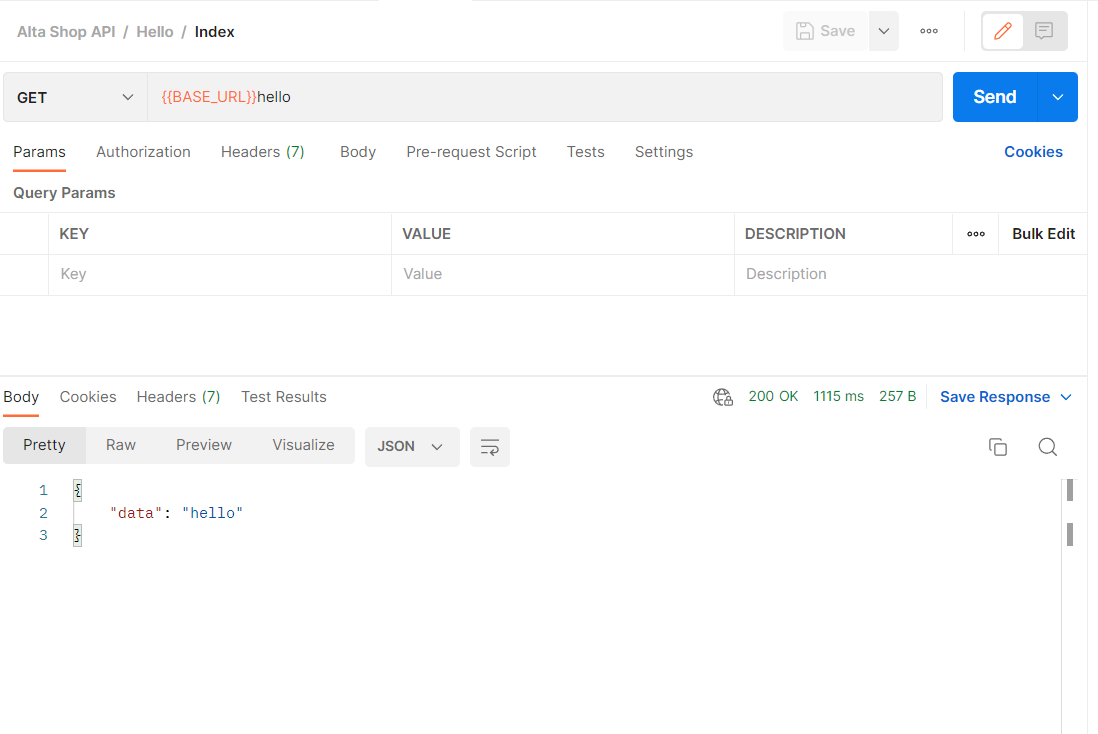 Alta Shop API / Hello / Index Save
GET {{BASE_URL}}hello Send
Params Authorization Headers (7) Body Pre-request Script Tests Settings Cookies
Query Params
KEY VALUE DESCRIPTION Bulk Edit
Key Value Description
Body Cookies Headers (7) Test Results 200 OK 1115 ms 257 B Save Response
Pretty Raw Preview Visualize JSON
1 {
2 "data": "hello"
3 }